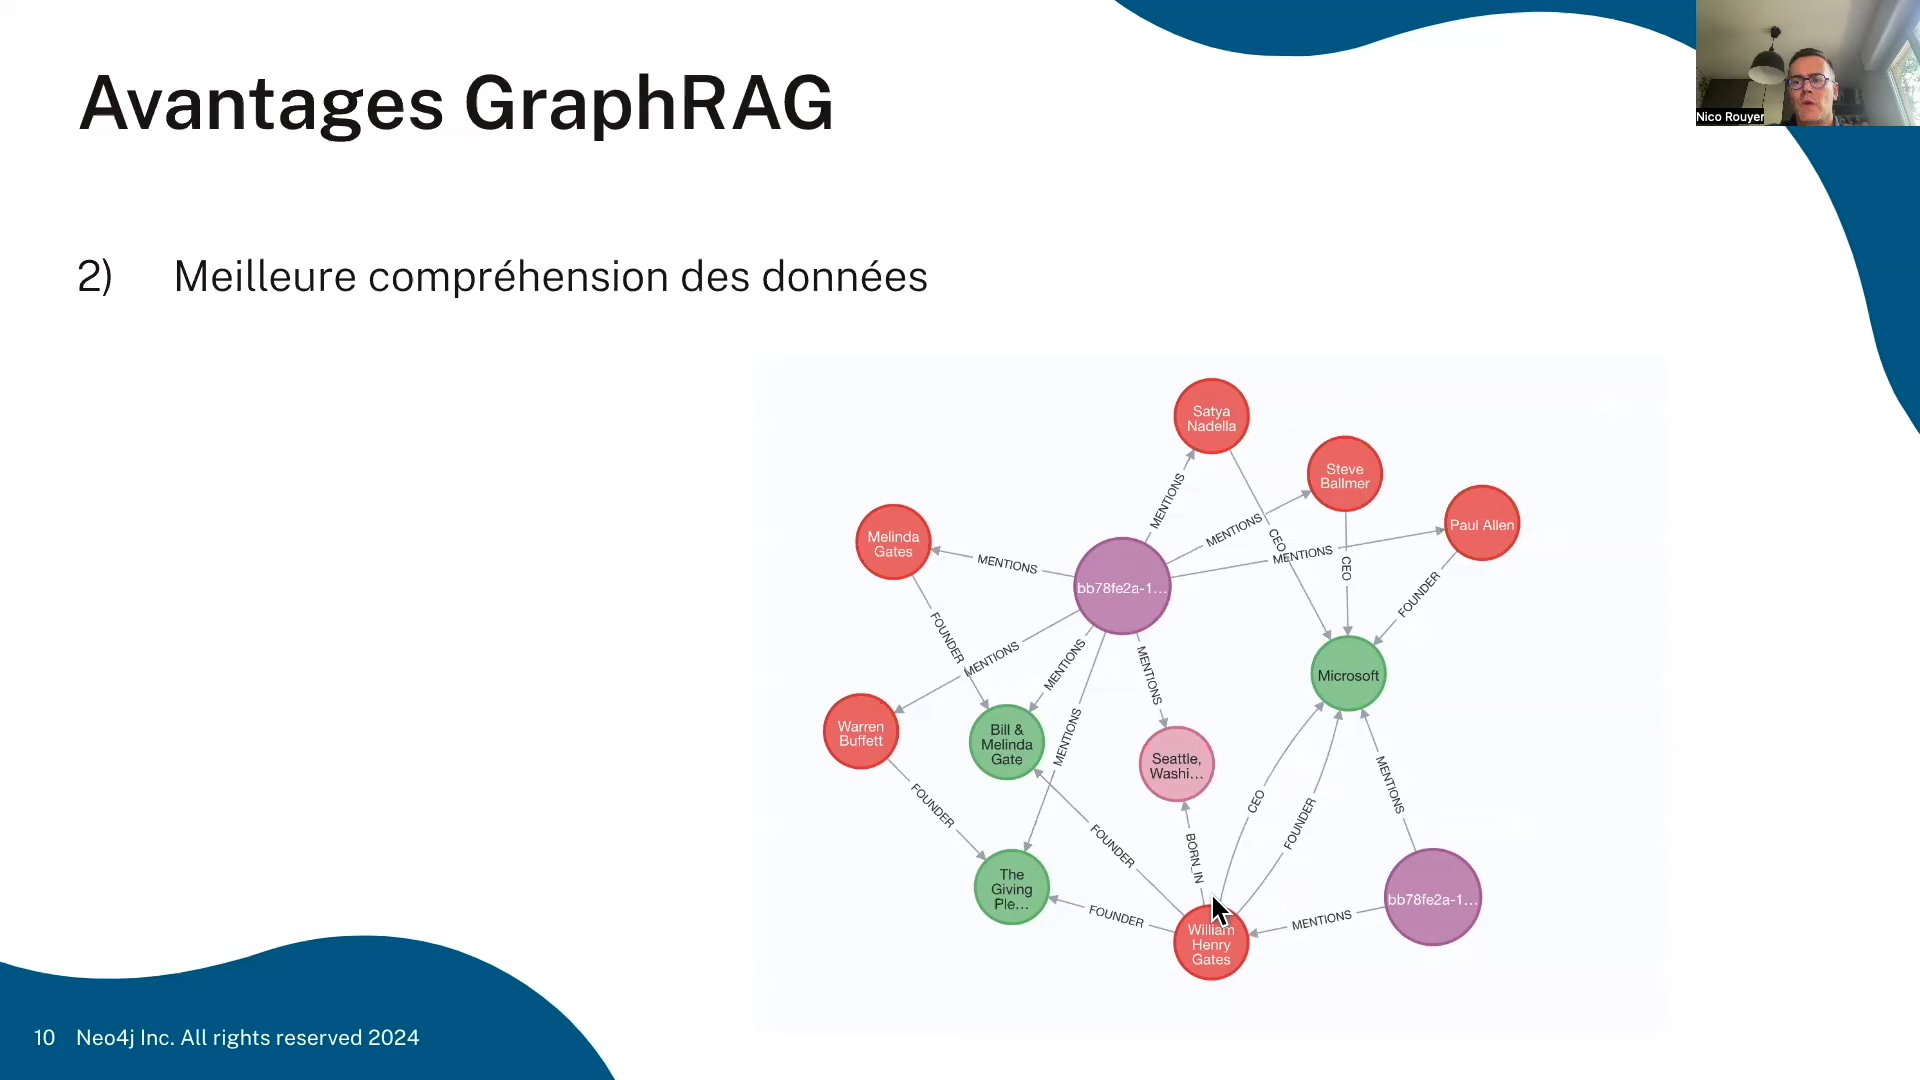 Avantages GraphRAG
Nico Rouyer
2) Meilleure compréhension des données
Satya
Nadella
Steve
Ballmer
Paul Allen
Melinda
Gates
MENTIONS
MENTIONS
MENTIONS
MENTIONS
CEO
CEO
FOUNDER
bb78fe2a-1...
FOUNDER
MENTIONS
MENTIONS
MENTIONS
MENTIONS
Microsoft
Warren
Buffett
Bill &
Melinda
Gate
Seattle,
Washi...
FOUNDER
FOUNDER
BORN_IN
CEO
FOUNDER
MENTIONS
The
Giving
Ple...
FOUNDER
William
Henry
Gates
MENTIONS
bb78fe2a-1...
10 Neo4j Inc. All rights reserved 2024